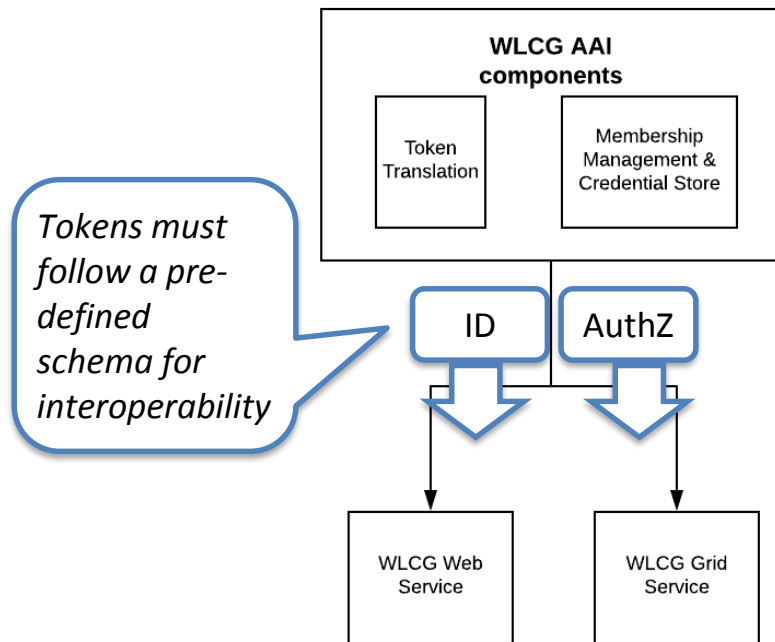 WLCG AAI
components
Token
Translation
Membership
Management &
Credential Store
Tokens must
follow a pre-
defined
schema for
interoperability
ID
AuthZ
WLCG Web
Service
WLCG Grid
Service